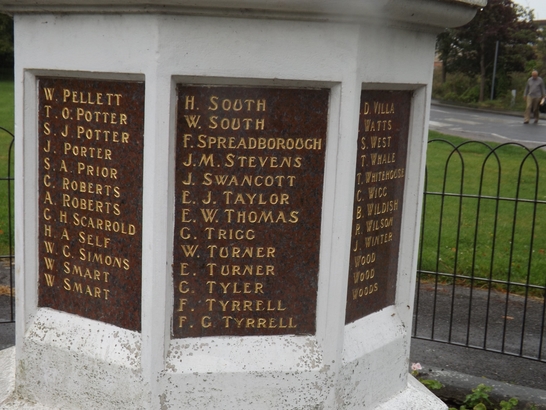 W. PELLETT
T. O. POTTER
S. J. POTTER
J. PORTER
S. A. PRIOR
C. ROBERTS
A. ROBERTS
G. H. SCARROLD
H. A. SELF
W. G. SIMONS
W. SMART
W. SMART
H. SOUTH
W. SOUTH
F. SPREADBOROUGH
J. M. STEVENS
J. SWANCOTT
E. J. TAYLOR
E. W. THOMAS
G. TRIGG
W. TURNER
E. TURNER
G. TYLER
F. TYRRELL
F. G. TYRRELL
D. VILLA
WATTS
S. WEST
T. WHALE
T. WHITEHOUSE
C. WIGG
B. WILDISH
R. WILSON
J. WINTER
WOOD
WOOD
WOODS